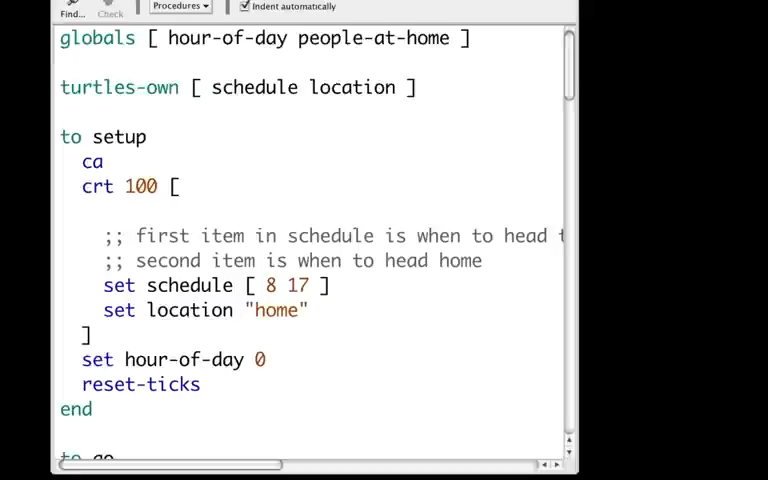 Find... Check Procedures Indent automatically
globals [ hour-of-day people-at-home ]
turtles-own [ schedule location ]
to setup
ca
crt 100 [
;; first item in schedule is when to head
;; second item is when to head home
set schedule [ 8 17 ]
set location "home"
]
set hour-of-day 0
reset-ticks
end
to go